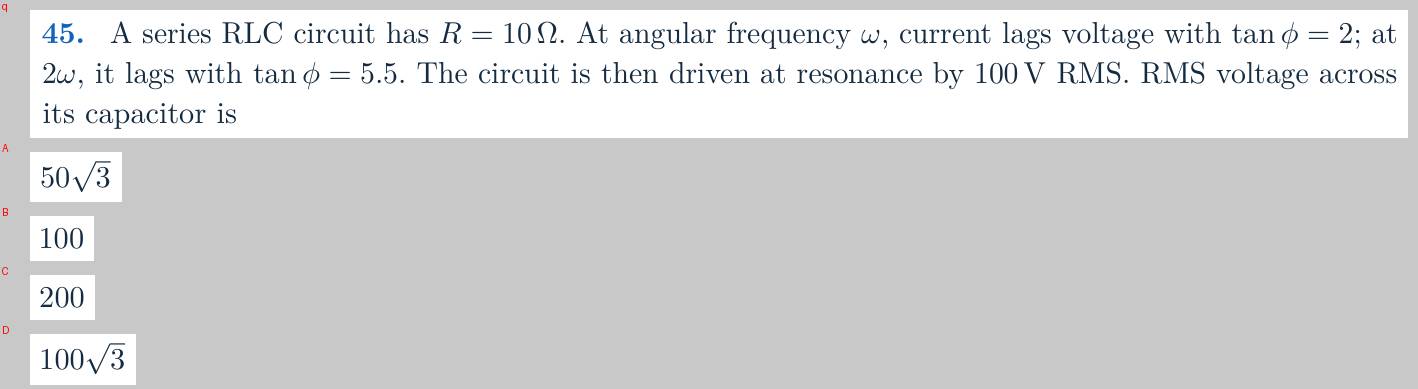 q
45. A series RLC circuit has R = 10 Ω. At angular frequency ω, current lags voltage with tan ϕ = 2; at
2ω, it lags with tan ϕ = 5.5. The circuit is then driven at resonance by 100 V RMS. RMS voltage across
its capacitor is
A
50√3
B
100
C
200
D
100√3